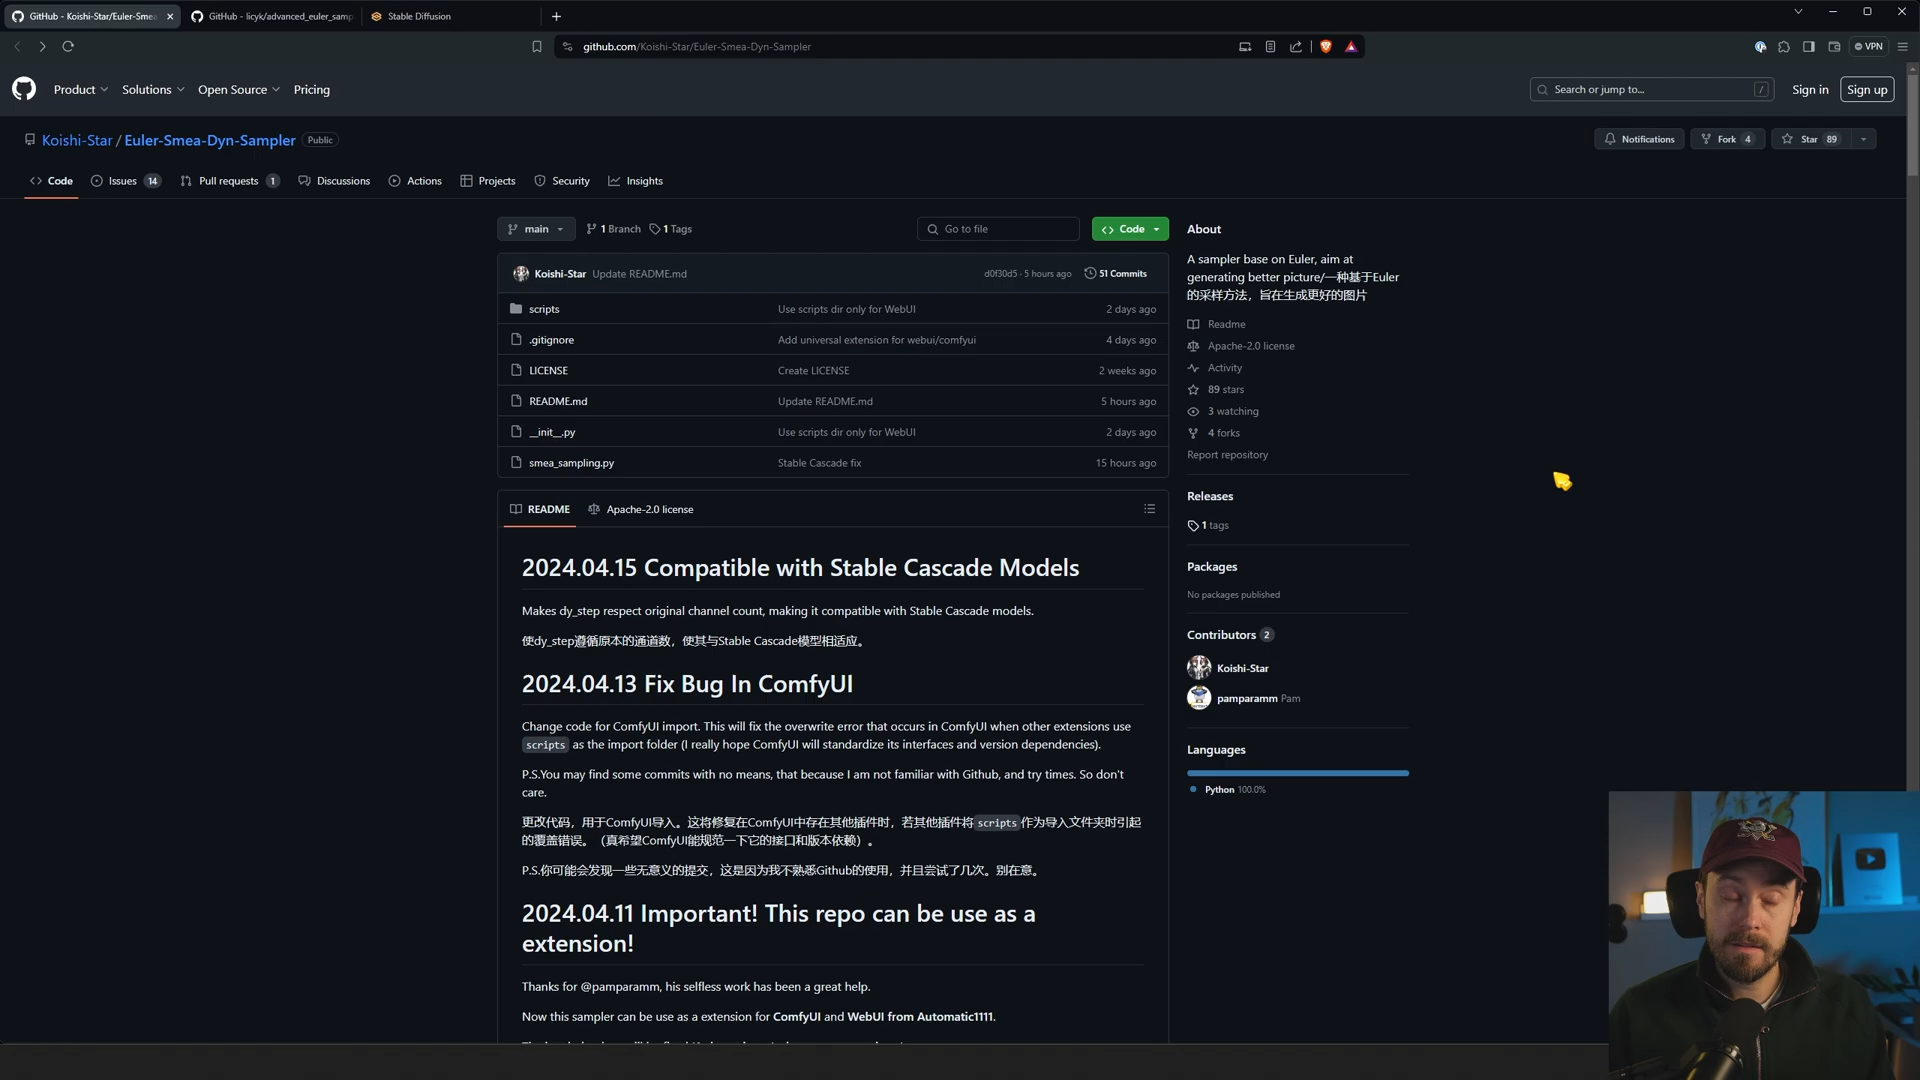 GitHub - Koishi-Star/Euler-Smea
GitHub - licyk/advanced_euler_samp
Stable Diffusion
github.com/Koishi-Star/Euler-Smea-Dyn-Sampler
VPN
Product
Solutions
Open Source
Pricing
Search or jump to...
/
Sign in
Sign up
Koishi-Star / Euler-Smea-Dyn-Sampler
Public
Notifications
Fork 4
Star 89
Code
Issues 14
Pull requests 1
Discussions
Actions
Projects
Security
Insights
main
1 Branch
1 Tags
Go to file
Code
Koishi-Star Update README.md
d0f30d5 · 5 hours ago
51 Commits
scripts Use scripts dir only for WebUI 2 days ago
.gitignore Add universal extension for webui/comfyui 4 days ago
LICENSE Create LICENSE 2 weeks ago
README.md Update README.md 5 hours ago
__init__.py Use scripts dir only for WebUI 2 days ago
smea_sampling.py Stable Cascade fix 15 hours ago
README
Apache-2.0 license
2024.04.15 Compatible with Stable Cascade Models
Makes dy_step respect original channel count, making it compatible with Stable Cascade models.
使dy_step遵循原本的通道数，使其与Stable Cascade模型相适应。
2024.04.13 Fix Bug In ComfyUI
Change code for ComfyUI import. This will fix the overwrite error that occurs in ComfyUI when other extensions use
scripts as the import folder (I really hope ComfyUI will standardize its interfaces and version dependencies).
P.S.You may find some commits with no means, that because I am not familiar with Github, and try times. So don't
care.
更改代码，用于ComfyUI导入。这将修复在ComfyUI中存在其他插件时，若其他插件将scripts作为导入文件夹时引起
的覆盖错误。（真希望ComfyUI能规范一下它的接口和版本依赖）。
P.S.你可能会发现一些无意义的提交，这是因为我不熟悉Github的使用，并且尝试了几次。别在意。
2024.04.11 Important! This repo can be use as a
extension!
Thanks for @pamparamm, his selfless work has been a great help.
Now this sampler can be use as a extension for ComfyUI and WebUI from Automatic1111.
About
A sampler base on Euler, aim at
generating better picture/一种基于Euler
的采样方法，旨在生成更好的图片
Readme
Apache-2.0 license
Activity
89 stars
3 watching
4 forks
Report repository
Releases
1 tags
Packages
No packages published
Contributors 2
Koishi-Star
pamparamm Pam
Languages
Python 100.0%